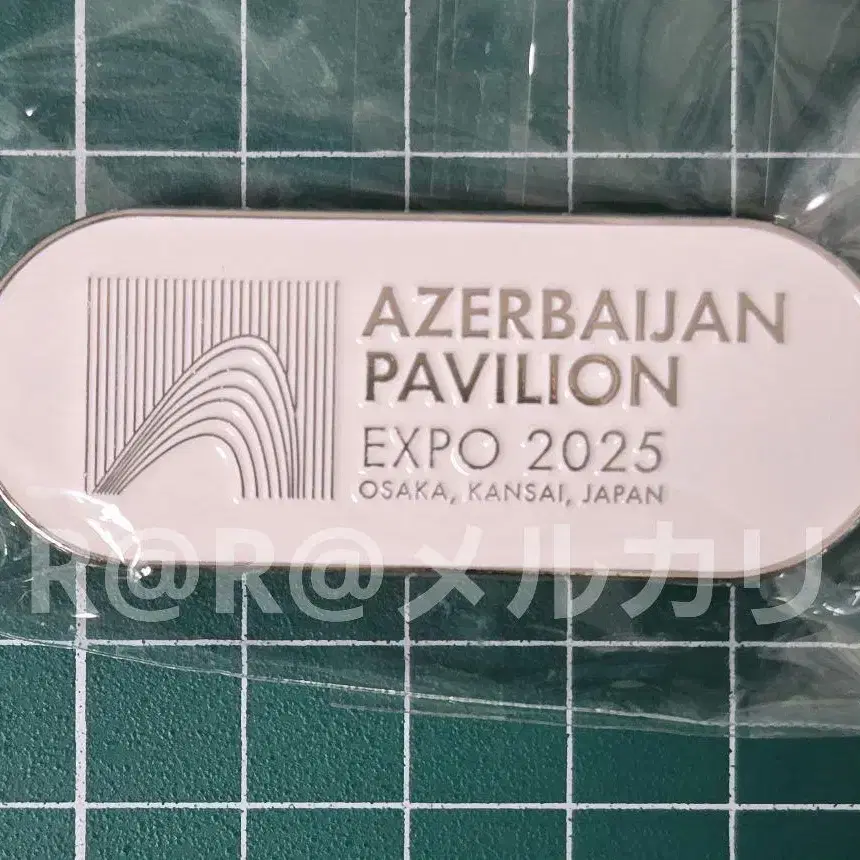 AZERBAIJAN
PAVILION
EXPO 2025
OSAKA, KANSAI, JAPAN
R@R@メルカリ